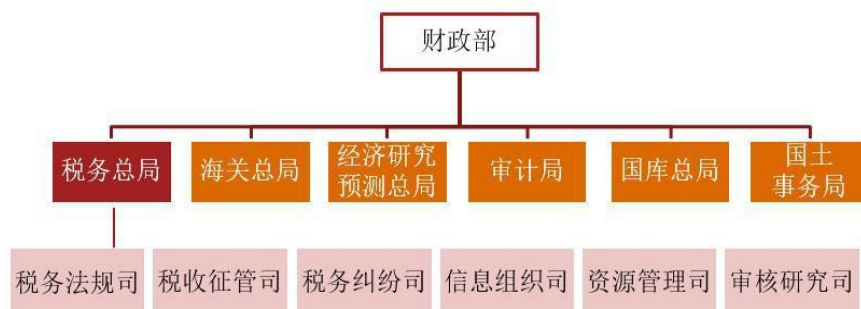 财政部
税务总局
海关总局
经济研究
预测总局
审计局
国库总局
国土
事务局
税务法规司
税收征管司
税务纠纷司
信息组织司
资源管理司
审核研究司